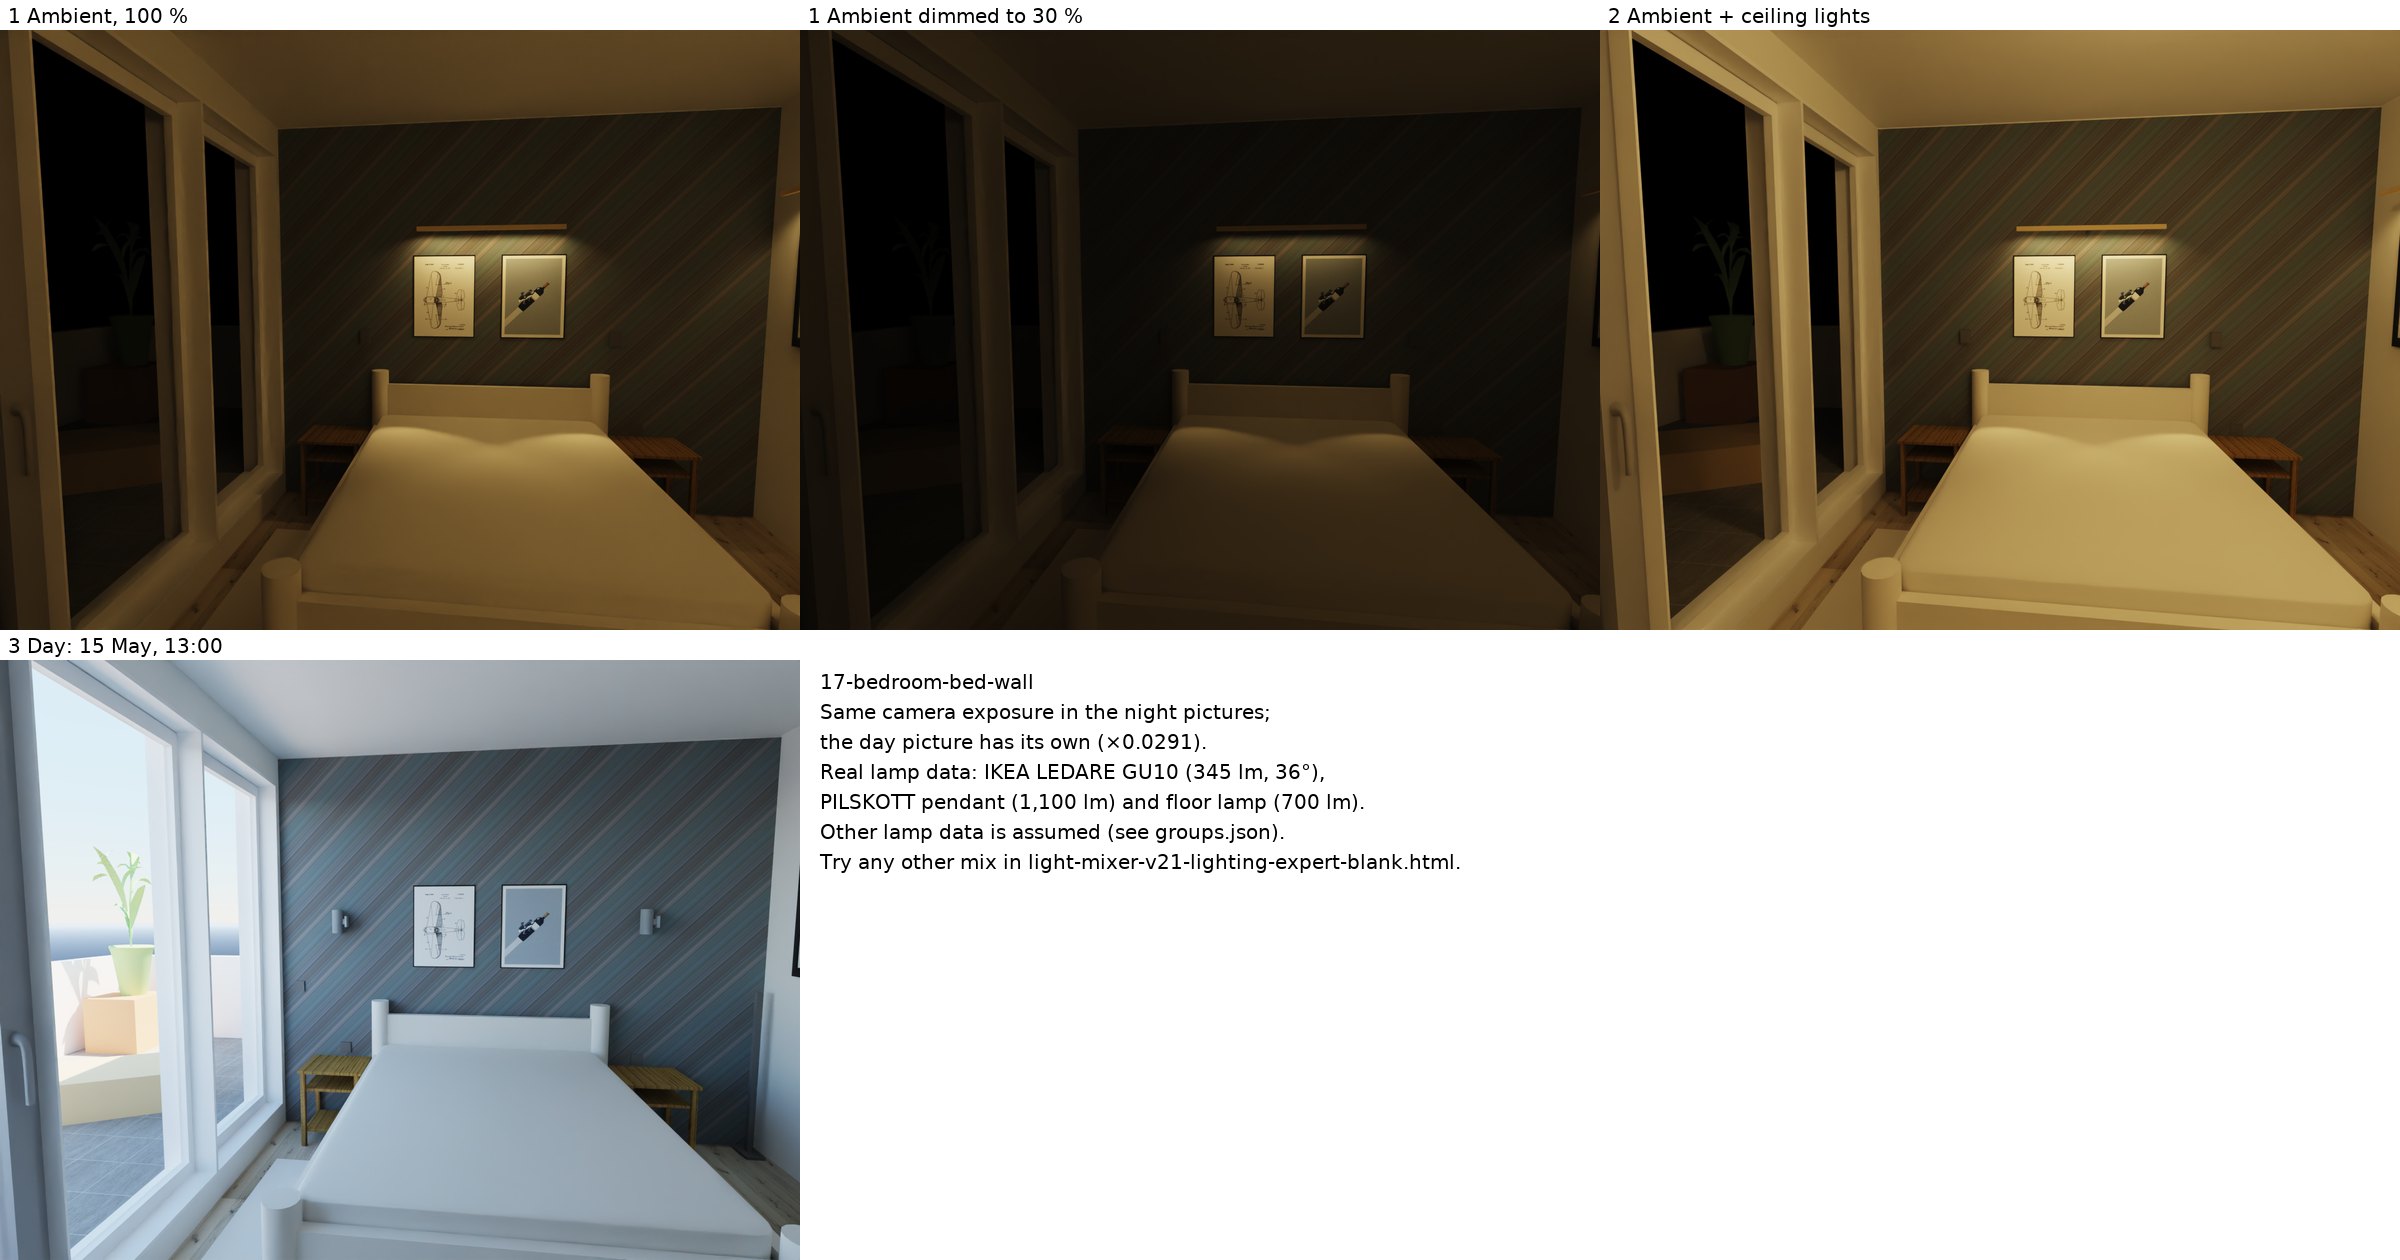 1 Ambient, 100 %
1 Ambient dimmed to 30 %
2 Ambient + ceiling lights
3 Day: 15 May, 13:00
17-bedroom-bed-wall
Same camera exposure in the night pictures;
the day picture has its own (×0.0291).
Real lamp data: IKEA LEDARE GU10 (345 lm, 36°),
PILSKOTT pendant (1,100 lm) and floor lamp (700 lm).
Other lamp data is assumed (see groups.json).
Try any other mix in light-mixer-v21-lighting-expert-blank.html.